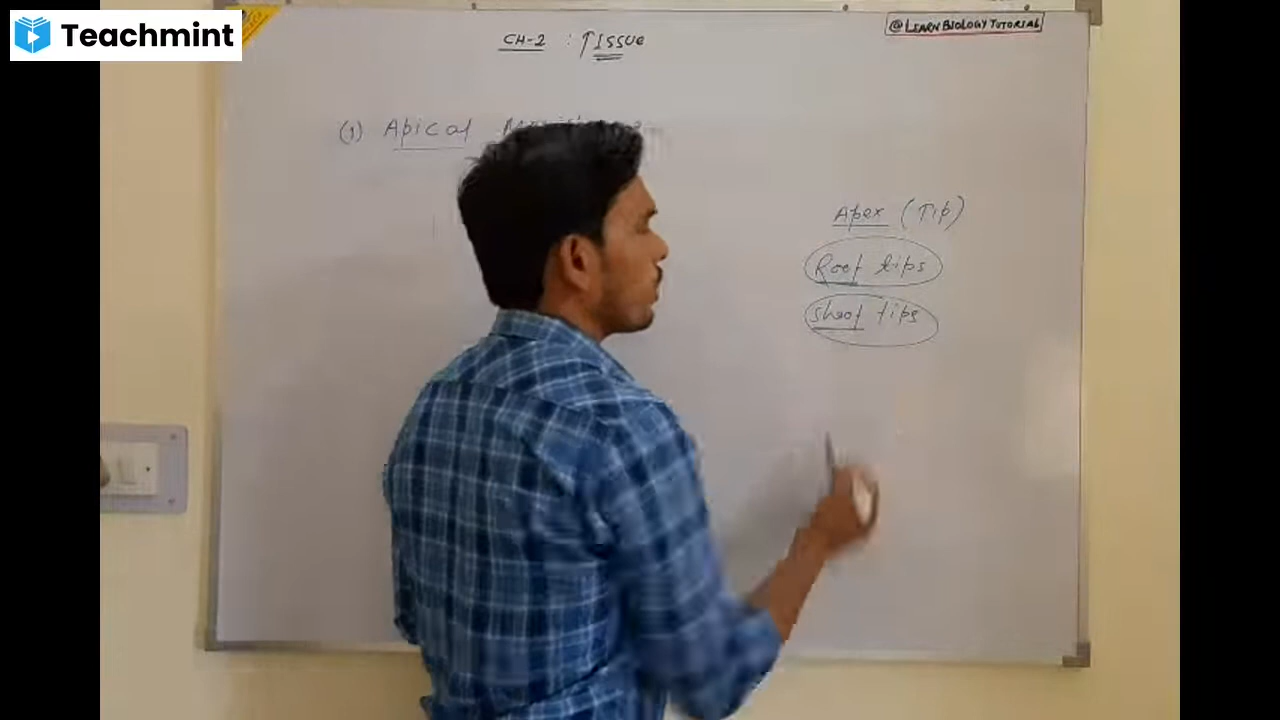 Teachmint
@LEARN BIOLOGY TUTORIAL
CH-2 : TISSUE
(1) Apical
Apex (Tip)
Root tips
Shoot tips